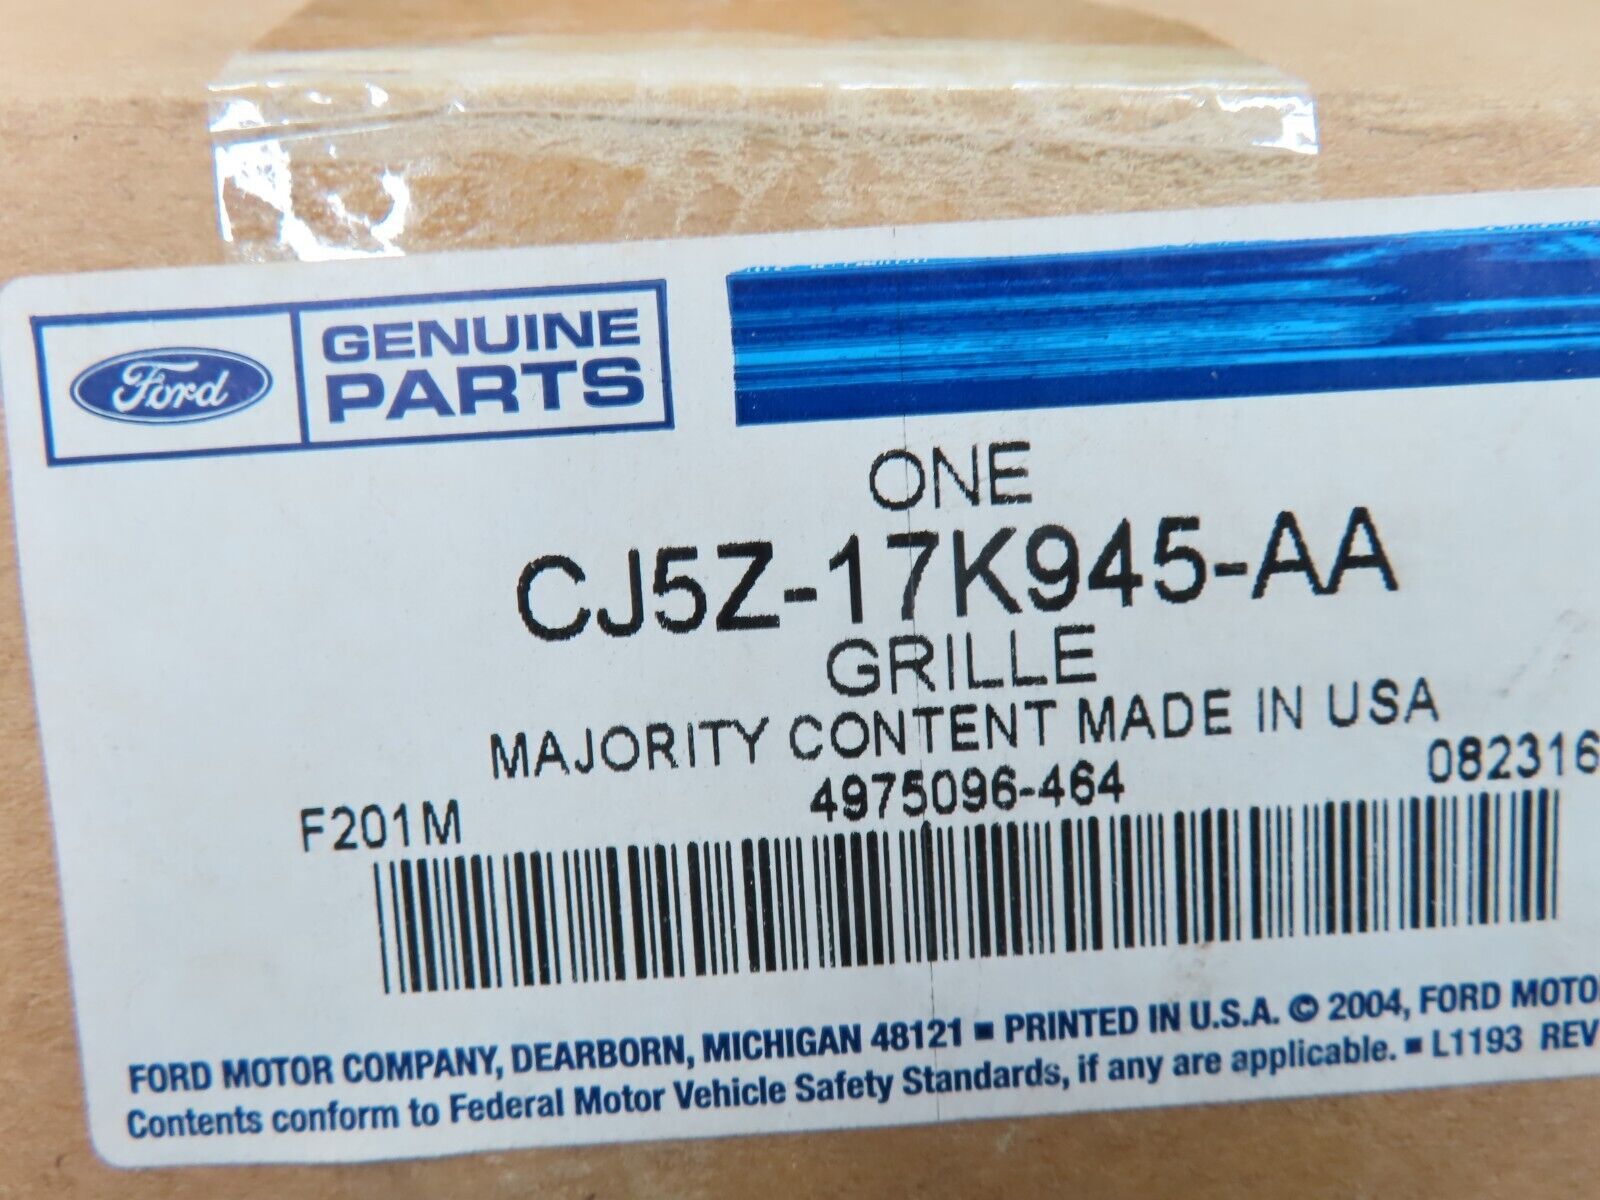 Ford
GENUINE
PARTS
ONE
CJ5Z-17K945-AA
GRILLE
MAJORITY CONTENT MADE IN USA
F201M 4975096-464 082316
FORD MOTOR COMPANY, DEARBORN, MICHIGAN 48121 ■ PRINTED IN U.S.A. © 2004, FORD MOTO
Contents conform to Federal Motor Vehicle Safety Standards, if any are applicable. ■ L1193 REV